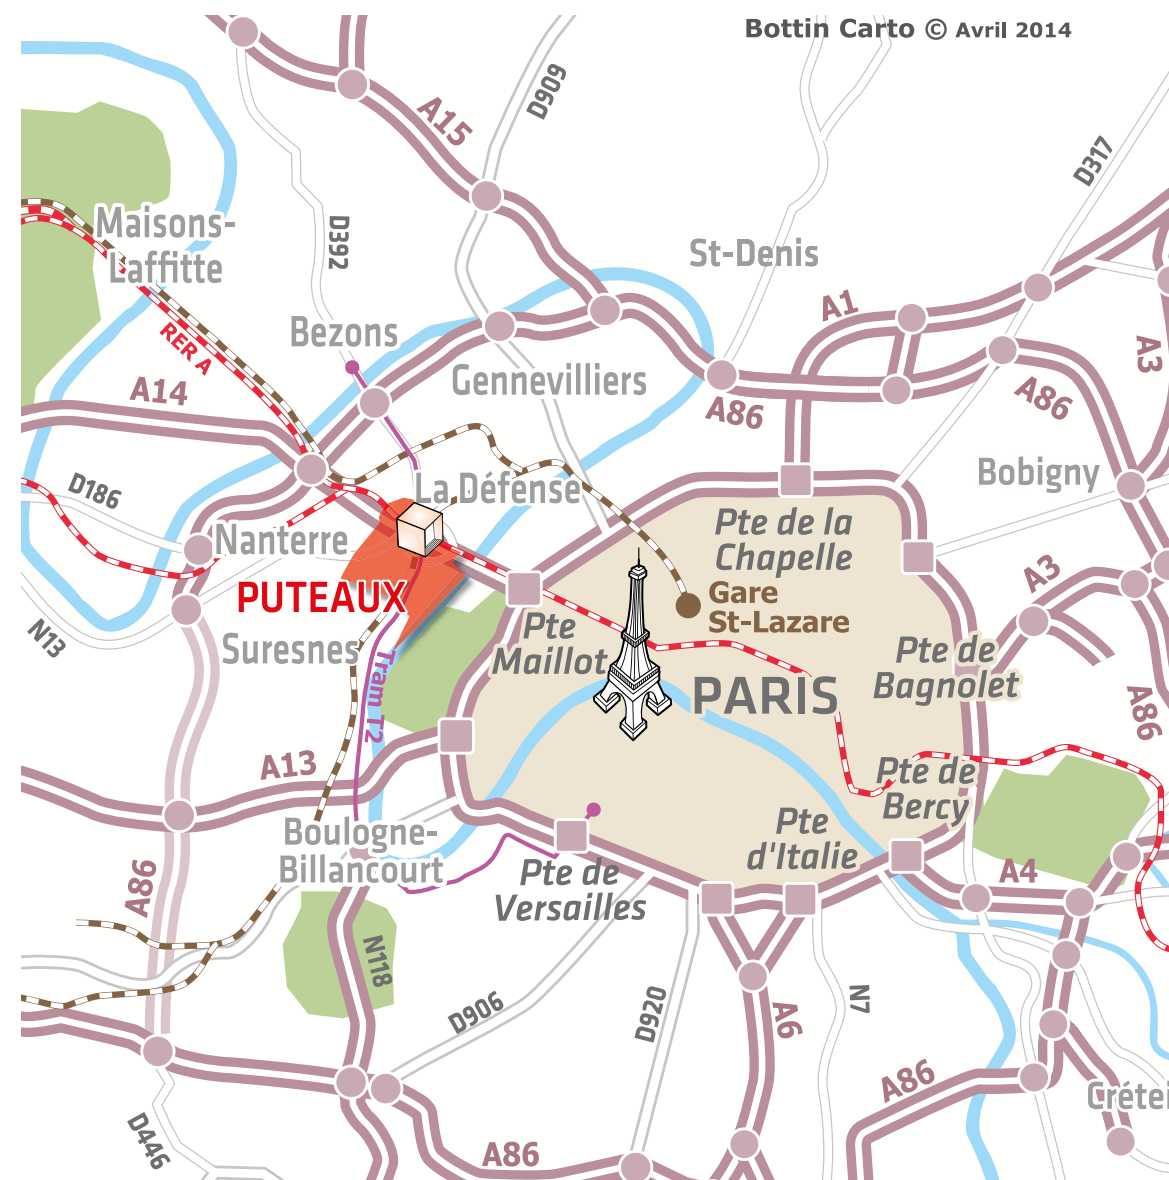 Bottin Carto © Avril 2014
D909
A15
D317
Maisons-
Laffitte
D392
St-Denis
A1
RER A
Bezons
A3
A14
Gennevilliers
A86
A86
D186
La Défense
Bobigny
Nanterre
Pte de la
Chapelle
PUTEAUX
Gare
St-Lazare
A3
N13
Suresnes
Pte
Maillot
Pte de
Bagnolet
Tram T2
PARIS
A86
A13
Pte de
Bercy
Boulogne-
Billancourt
Pte
d'Italie
A86
Pte de
Versailles
A4
N118
D906
D920
A6
N7
A86
Crétei
D446
A86